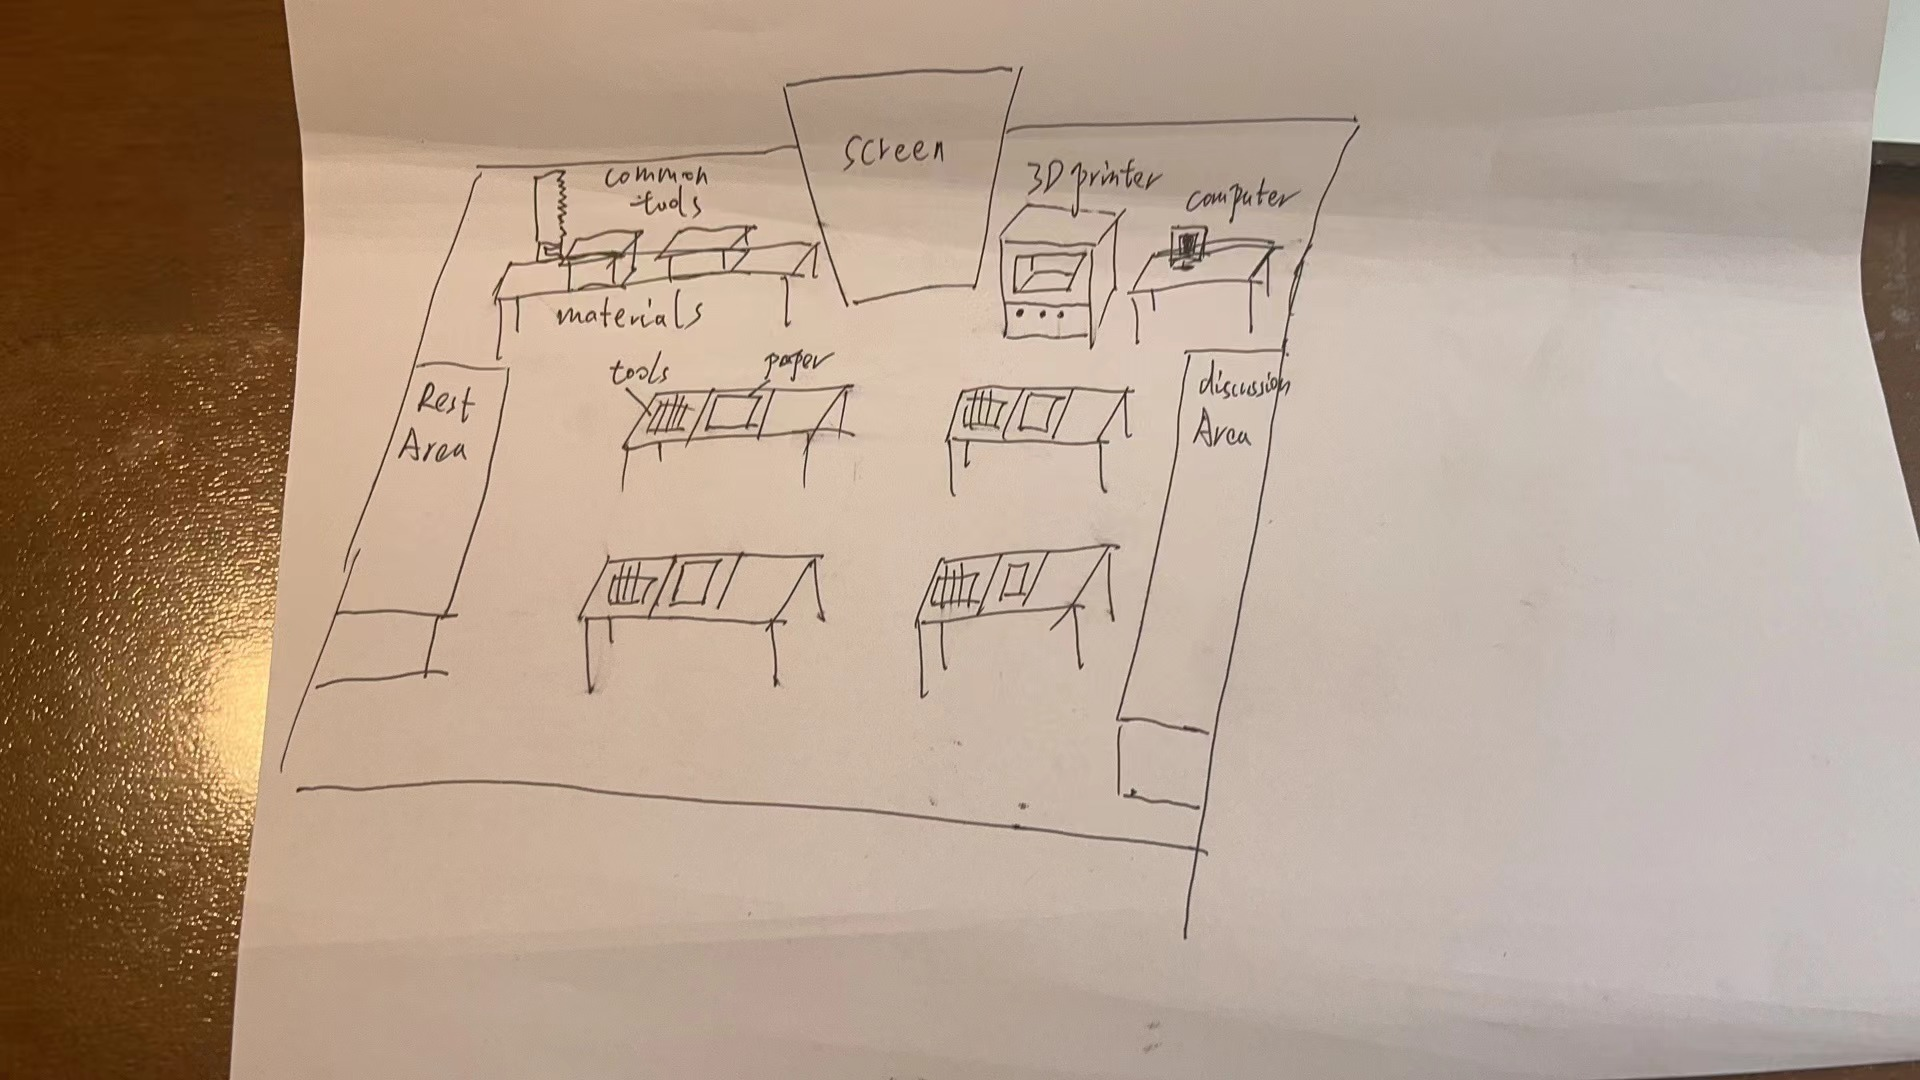 screen
common
tools
3D printer
computer
materials
tools
paper
Rest
Area
discussion
Area